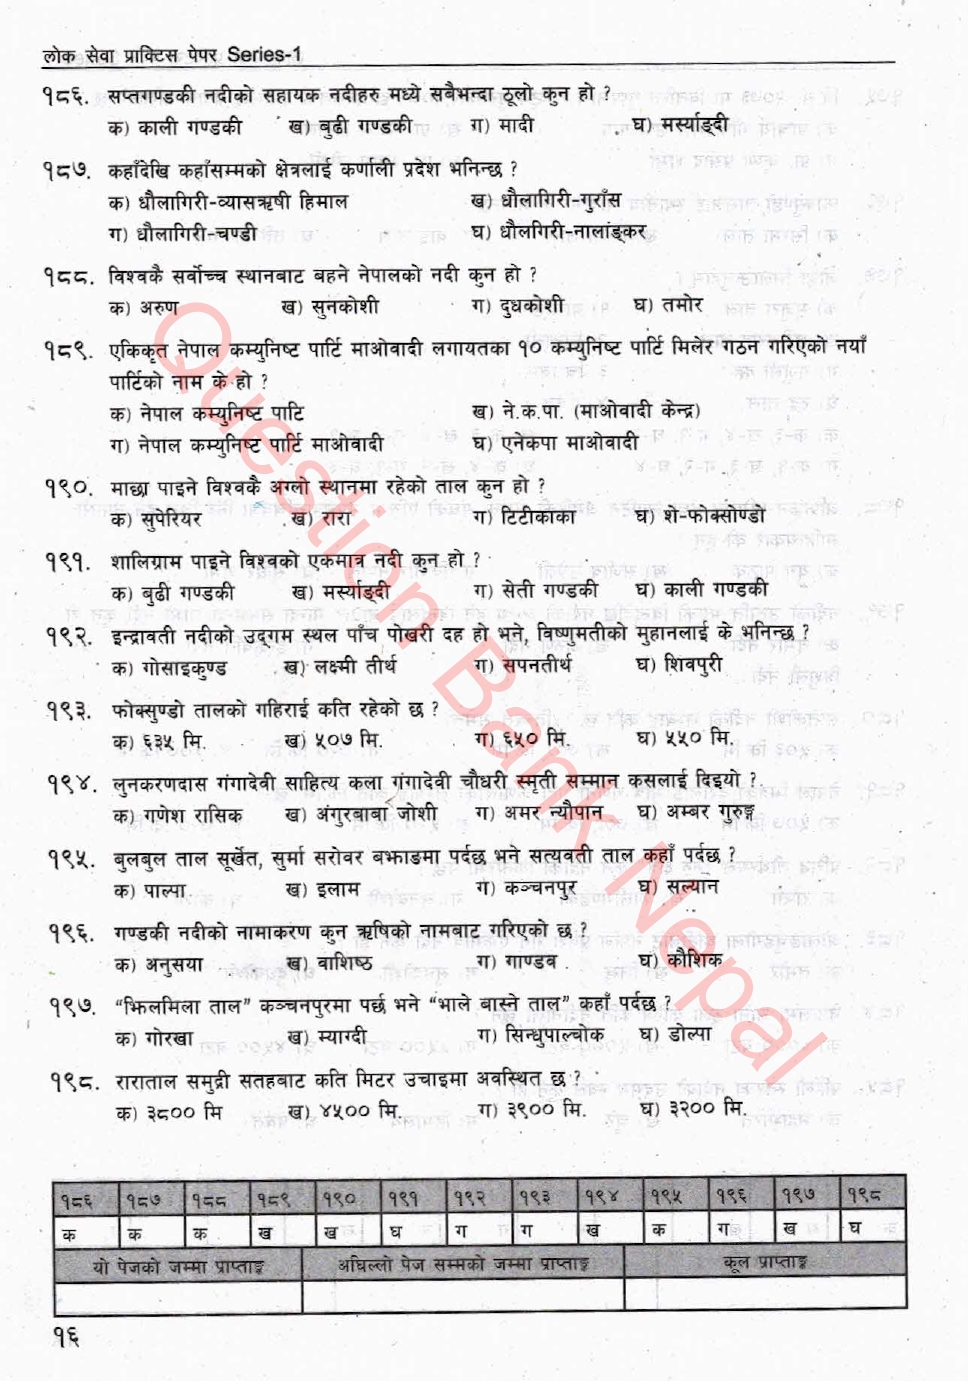 लोक सेवा प्राक्टिस पेपर Series-1
१८६. सप्तगण्डकी नदीको सहायक नदीहरु मध्ये सबैभन्दा ठूलो कुन हो ?
क) काली गण्डकी ख) बुढी गण्डकी ग) मादी घ) मर्स्याङ्दी
१८७. कहाँदेखि कहाँसम्मको क्षेत्रलाई कर्णाली प्रदेश भनिन्छ ?
क) धौलागिरी-व्यासऋषी हिमाल ख) धौलागिरी-गुराँस
ग) धौलागिरी-चण्डी घ) धौलगिरी-नालाङ्कर
१८८. विश्वकै सर्वोच्च स्थानबाट बहने नेपालको नदी कुन हो ?
क) अरुण ख) सुनकोशी ग) दुधकोशी घ) तमोर
१८९. एकिकृत नेपाल कम्युनिष्ट पार्टि माओवादी लगायतका १० कम्युनिष्ट पार्टि मिलेर गठन गरिएको नयाँ
पार्टिको नाम के हो ?
क) नेपाल कम्युनिष्ट पाटि ख) ने.क.पा. (माओवादी केन्द्र)
ग) नेपाल कम्युनिष्ट पार्टि माओवादी घ) एनेकपा माओवादी
१९०. माछा पाइने विश्वकै अग्लो स्थानमा रहेको ताल कुन हो ?
क) सुपेरियर ख) रारा ग) टिटीकाका घ) शे-फोक्सोण्डो
१९१. शालिग्राम पाइने विश्वको एकमात्र नदी कुन हो ?
क) बुढी गण्डकी ख) मर्स्याङ्दी ग) सेती गण्डकी घ) काली गण्डकी
१९२. इन्द्रावती नदीको उद्गम स्थल पाँच पोखरी दह हो भने, विष्णुमतीको मुहानलाई के भनिन्छ ?
क) गोसाइकुण्ड ख) लक्ष्मी तीर्थ ग) सपनतीर्थ घ) शिवपुरी
१९३. फोक्सुण्डो तालको गहिराई कति रहेको छ ?
क) ६३५ मि. ख) ५०७ मि. ग) ६५० मि. घ) ५५० मि.
१९४. लुनकरणदास गंगादेवी साहित्य कला गंगादेवी चौधरी स्मृती सम्मान कसलाई दिइयो ?
क) गणेश रासिक ख) अंगुरबाबा जोशी ग) अमर न्यौपान घ) अम्बर गुरुङ्ग
१९५. बुलबुल ताल सूर्खेत, सुर्मा सरोवर बझाङमा पर्दछ भने सत्यवती ताल कहाँ पर्दछ ?
क) पाल्पा ख) इलाम ग) कञ्चनपुर घ) सल्यान
१९६. गण्डकी नदीको नामाकरण कुन ऋषिको नामबाट गरिएको छ ?
क) अनुसया ख) वाशिष्ठ ग) गाण्डब घ) कौशिक
१९७. “झिलमिला ताल” कञ्चनपुरमा पर्छ भने “भाले बास्ने ताल” कहाँ पर्दछ ?
क) गोरखा ख) म्याग्दी ग) सिन्धुपाल्चोक घ) डोल्पा
१९८. राराताल समुद्री सतहबाट कति मिटर उचाइमा अवस्थित छ ?
क) ३८०० मि ख) ४५०० मि. ग) ३९०० मि. घ) ३२०० मि.
१८६ १८७ १८८ १८९ १९० १९१ १९२ १९३ १९४ १९५ १९६ १९७ १९८
क क क ख ख घ ग ग ख क ग ख घ
यो पेजको जम्मा प्राप्ताङ्क अघिल्लो पेज सम्मको जम्मा प्राप्ताङ्क कूल प्राप्ताङ्क
१६
Question Bank Nepal